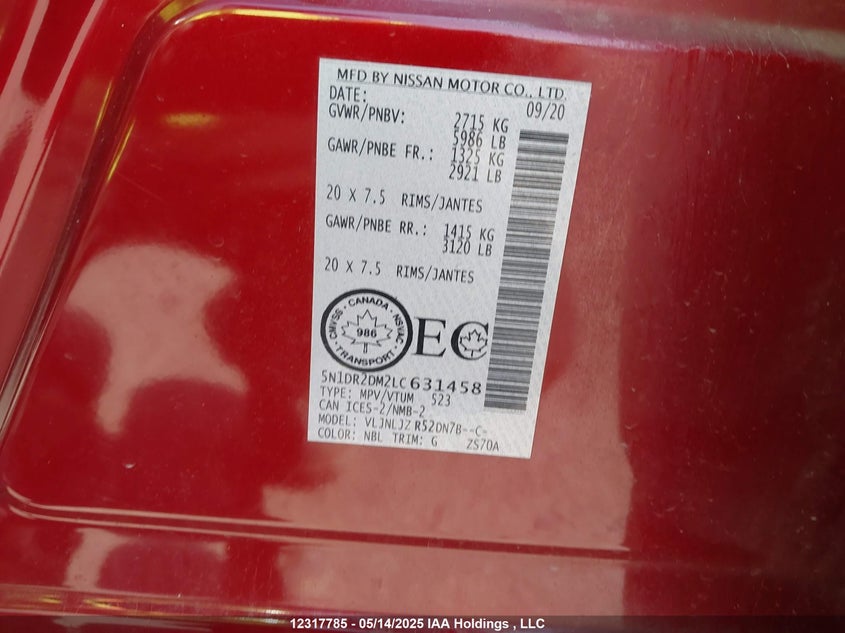 MFD BY NISSAN MOTOR CO., LTD.
DATE: 09/20
GVWR/PNBV: 2715 KG
5986 LB
GAWR/PNBE FR.: 1325 KG
2921 LB
20 X 7.5 RIMS/JANTES
GAWR/PNBE RR.: 1415 KG
3120 LB
20 X 7.5 RIMS/JANTES
CMVSS · CANADA · NSVAC
986
TRANSPORT
EC
5N1DR2DM2LC631458
TYPE: MPV/VTUM 523
CAN ICES-2/NMB-2
MODEL: VLJNLJZ R52DN7B--C-
COLOR: NBL TRIM: G ZS70A
12317785 - 05/14/2025 IAA Holdings , LLC